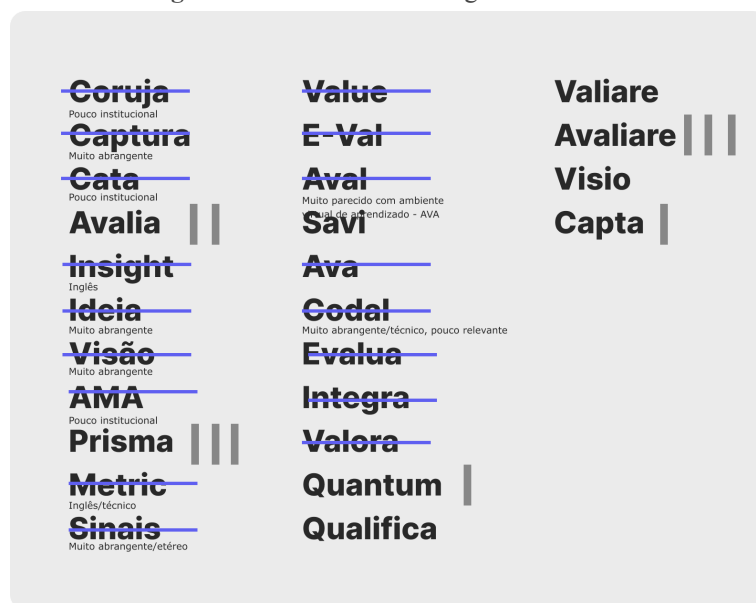 Coruja
Pouco institucional
Captura
Muito abrangente
Cata
Pouco institucional
Avalia
Insight
Inglês
Ideia
Muito abrangente
Visão
Muito abrangente
AMA
Pouco institucional
Prisma
Metric
Inglês/técnico
Sinais
Muito abrangente/etéreo
Value
E-Val
Aval
Muito parecido com ambiente
virtual de aprendizado - AVA
Savi
Ava
Codal
Muito abrangente/técnico, pouco relevante
Evalua
Integra
Valora
Quantum
Qualifica
Valiare
Avaliare
Visio
Capta